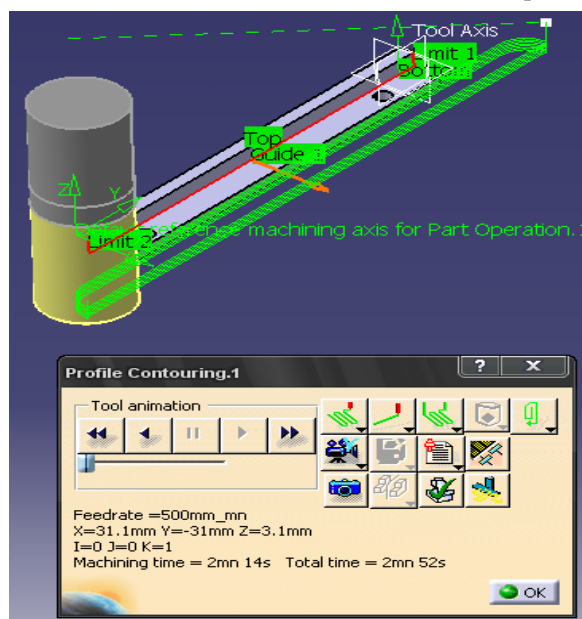 Tool Axis
Limit 1
Bottom
Top
Guide 1
Z
Y
reference machining axis for Part Operation.
Limit 2
Profile Contouring.1
? x
Tool animation
Feedrate =500mm_mn
X=31.1mm Y=-31mm Z=3.1mm
I=0 J=0 K=1
Machining time = 2mn 14s Total time = 2mn 52s
OK